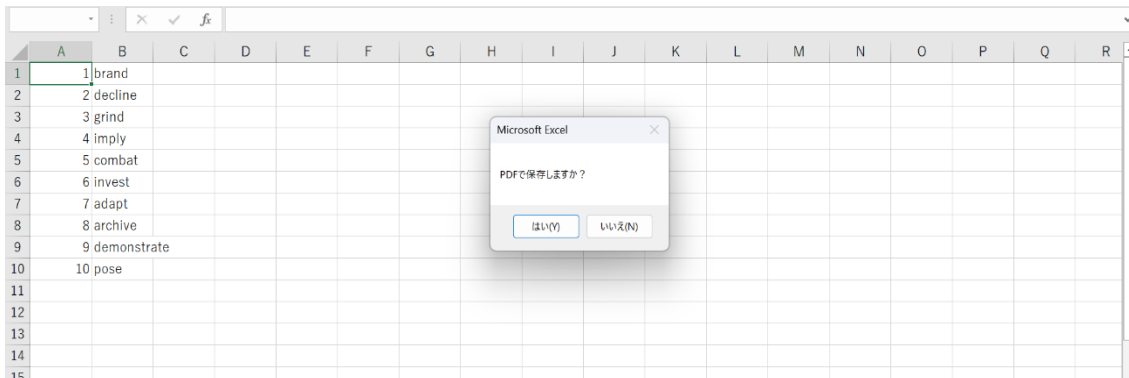 fx
A B C D E F G H I J K L M N O P Q R
1 1 brand
2 2 decline
3 3 grind
4 4 imply
5 5 combat
6 6 invest
7 7 adapt
8 8 archive
9 9 demonstrate
10 10 pose
11
12
13
14
15
Microsoft Excel
PDFで保存しますか？
はい(Y) いいえ(N)